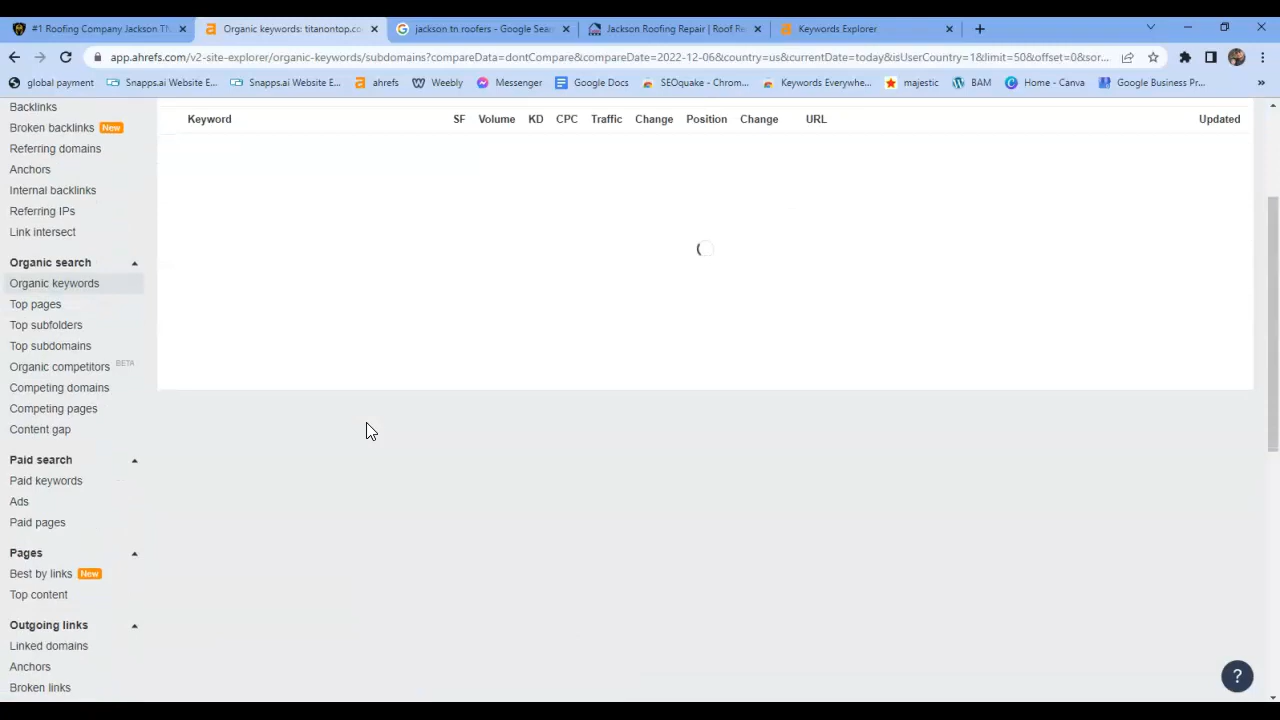 #1 Roofing Company Jackson Th
Organic keywords: titanontop.co
jackson tn roofers - Google Sea
Jackson Roofing Repair | Roof Re
Keywords Explorer
app.ahrefs.com/v2-site-explorer/organic-keywords/subdomains?compareData=dontCompare&compareDate=2022-12-06&country=us&currentDate=today&isUserCountry=1&limit=50&offset=0&sor...
global payment
Snapps.ai Website E...
Snapps.ai Website E...
ahrefs
Weebly
Messenger
Google Docs
SEOquake - Chrom...
Keywords Everywhe...
majestic
BAM
Home - Canva
Google Business Pr...
»
Backlinks
Broken backlinks New
Referring domains
Anchors
Internal backlinks
Referring IPs
Link intersect
Organic search
Organic keywords
Top pages
Top subfolders
Top subdomains
Organic competitors BETA
Competing domains
Competing pages
Content gap
Paid search
Paid keywords
Ads
Paid pages
Pages
Best by links New
Top content
Outgoing links
Linked domains
Anchors
Broken links
Keyword SF Volume KD CPC Traffic Change Position Change URL Updated
?